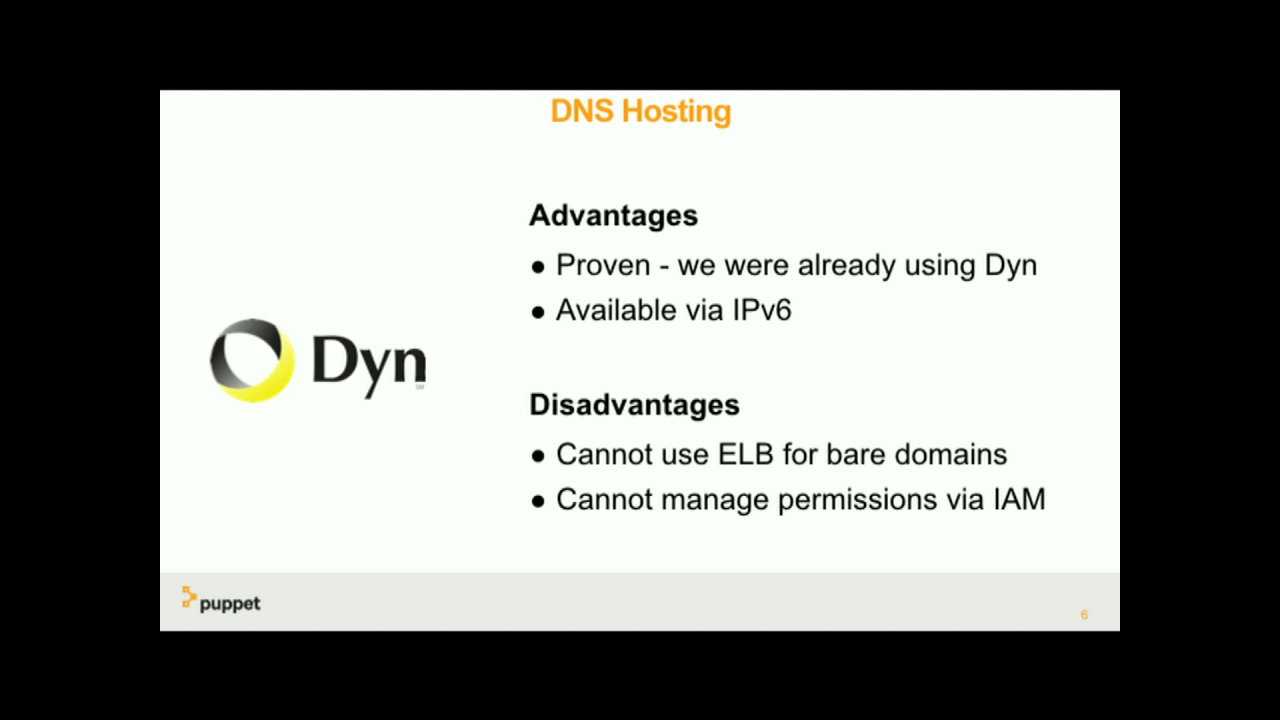 DNS Hosting
Advantages
● Proven - we were already using Dyn
● Available via IPv6
Dyn
Disadvantages
● Cannot use ELB for bare domains
● Cannot manage permissions via IAM
puppet
6